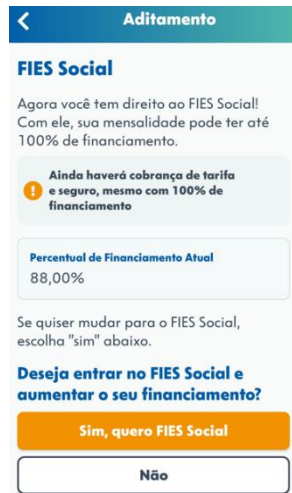 Aditamento
FIES Social
Agora você tem direito ao FIES Social!
Com ele, sua mensalidade pode ter até
100% de financiamento.
Ainda haverá cobrança de tarifa
e seguro, mesmo com 100% de
financiamento
Percentual de Financiamento Atual
88,00%
Se quiser mudar para o FIES Social,
escolha "sim" abaixo.
Deseja entrar no FIES Social e
aumentar o seu financiamento?
Sim, quero FIES Social
Não